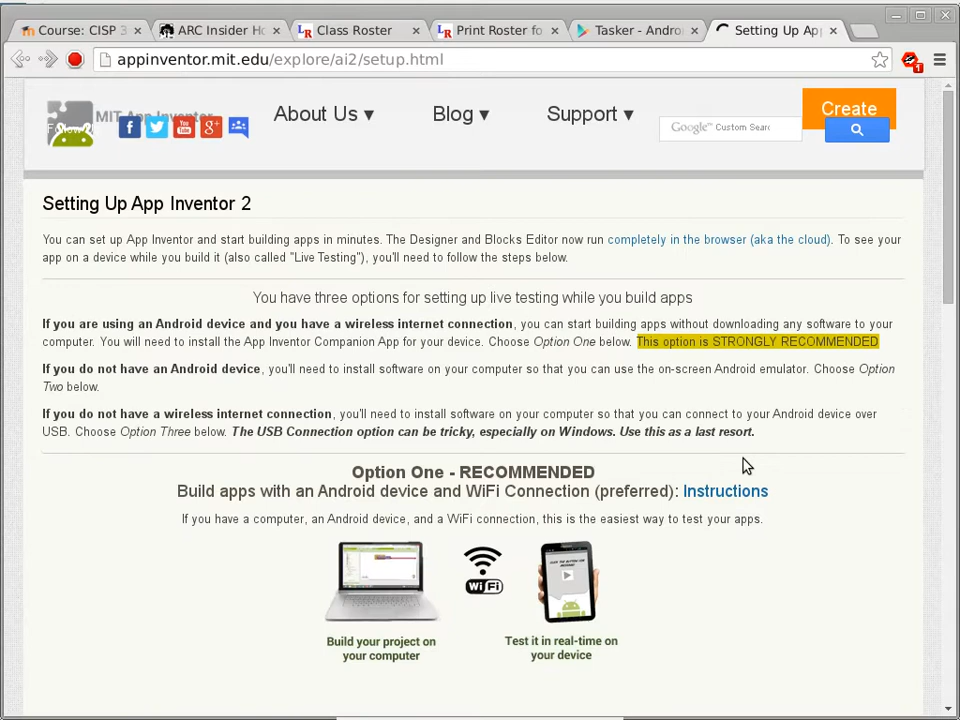 Course: CISP 3
ARC Insider Ho
Class Roster
Print Roster fo
Tasker - Andro
Setting Up App
appinventor.mit.edu/explore/ai2/setup.html
1
MIT App Inventor
About Us ▾
Blog ▾
Support ▾
Create
Google™ Custom Searc
Setting Up App Inventor 2
You can set up App Inventor and start building apps in minutes. The Designer and Blocks Editor now run completely in the browser (aka the cloud). To see your
app on a device while you build it (also called "Live Testing"), you'll need to follow the steps below.
You have three options for setting up live testing while you build apps
If you are using an Android device and you have a wireless internet connection, you can start building apps without downloading any software to your
computer. You will need to install the App Inventor Companion App for your device. Choose Option One below. This option is STRONGLY RECOMMENDED
If you do not have an Android device, you'll need to install software on your computer so that you can use the on-screen Android emulator. Choose Option
Two below.
If you do not have a wireless internet connection, you'll need to install software on your computer so that you can connect to your Android device over
USB. Choose Option Three below. The USB Connection option can be tricky, especially on Windows. Use this as a last resort.
Option One - RECOMMENDED
Build apps with an Android device and WiFi Connection (preferred): Instructions
If you have a computer, an Android device, and a WiFi connection, this is the easiest way to test your apps.
WiFi
Build your project on
your computer
Test it in real-time on
your device